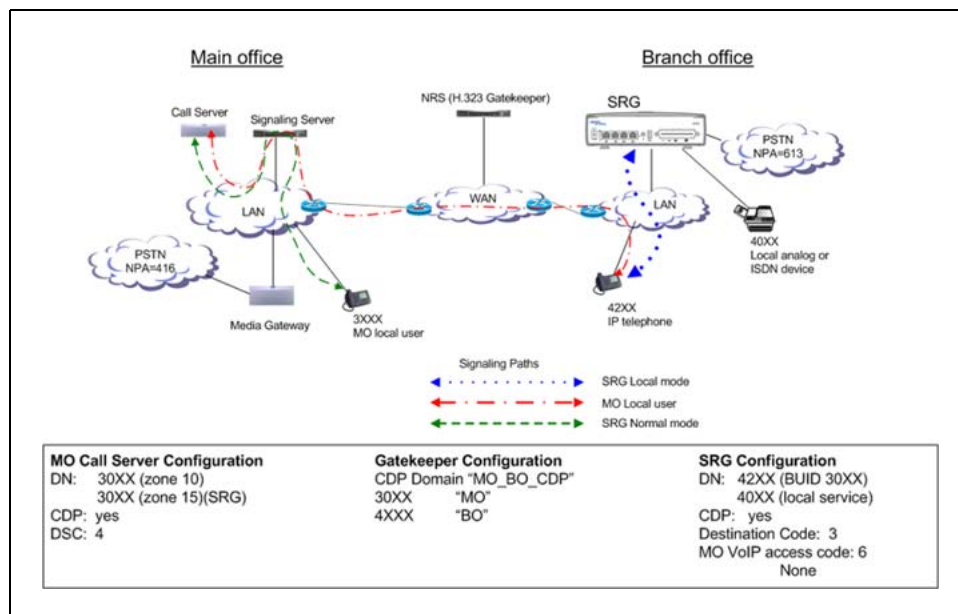 Main office
Branch office
Call Server
Signaling Server
NRS (H.323 Gatekeeper)
SRG
PSTN
NPA=613
LAN
WAN
LAN
PSTN
NPA=416
Media Gateway
3XXX
MO local user
42XX
IP telephone
40XX
Local analog or
ISDN device
Signaling Paths
SRG Local mode
MO Local user
SRG Normal mode
MO Call Server Configuration
DN: 30XX (zone 10)
30XX (zone 15)(SRG)
CDP: yes
DSC: 4
Gatekeeper Configuration
CDP Domain “MO_BO_CDP”
30XX “MO”
4XXX “BO”
SRG Configuration
DN: 42XX (BUID 30XX)
40XX (local service)
CDP: yes
Destination Code: 3
MO VoIP access code: 6
None